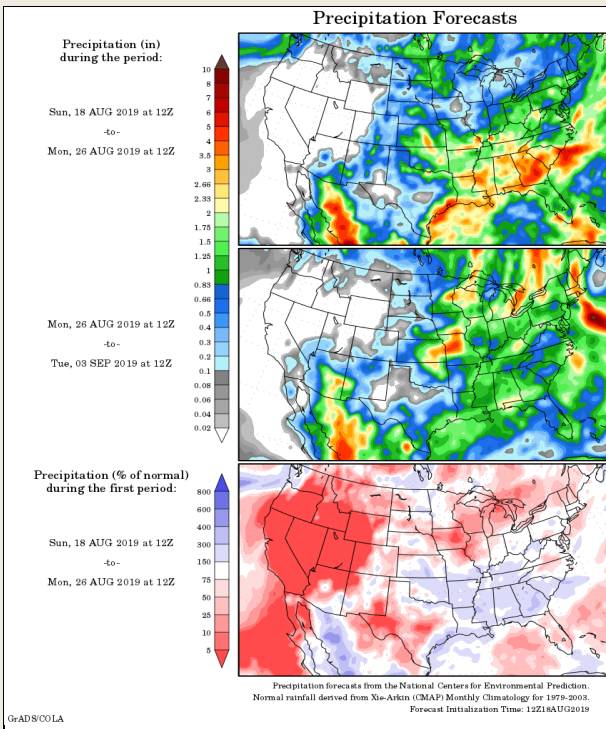 Precipitation Forecasts
Precipitation (in)
during the period:
Sun, 18 AUG 2019 at 12Z
-to-
Mon, 26 AUG 2019 at 12Z
10
8
7
6
5
4
3.5
3
2.66
2.33
2
1.75
1.5
1.25
1
0.83
0.66
0.5
0.4
0.3
0.2
0.1
0.08
0.06
0.04
0.02
Mon, 26 AUG 2019 at 12Z
-to-
Tue, 03 SEP 2019 at 12Z
Precipitation (% of normal)
during the first period:
Sun, 18 AUG 2019 at 12Z
-to-
Mon, 26 AUG 2019 at 12Z
800
600
400
300
150
75
50
25
10
5
Precipitation forecasts from the National Centers for Environmental Prediction.
Normal rainfall derived from Xie-Arkin (CMAP) Monthly Climatology for 1979-2003.
Forecast Initialization Time: 12Z18AUG2019
GrADS/COLA